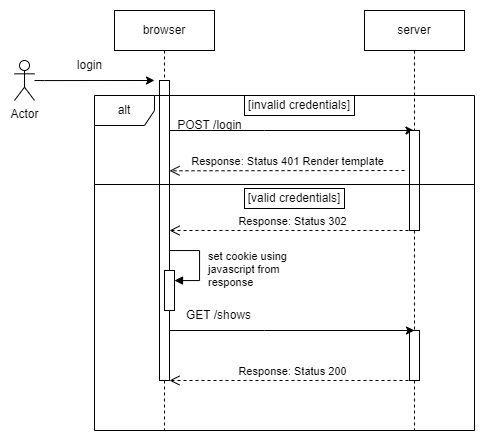 browser
server
login
Actor
alt
[invalid credentials]
POST /login
Response: Status 401 Render template
[valid credentials]
Response: Status 302
set cookie using
javascript from
response
GET /shows
Response: Status 200